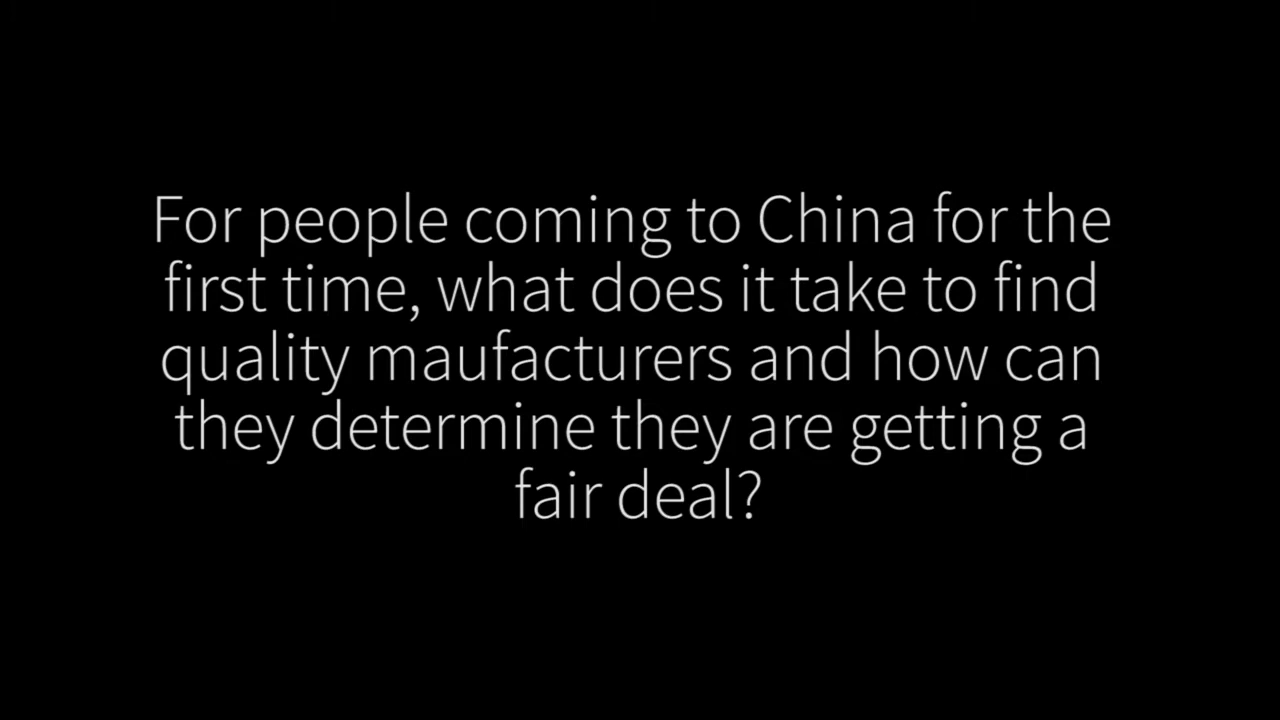 For people coming to China for the
first time, what does it take to find
quality maufacturers and how can
they determine they are getting a
fair deal?